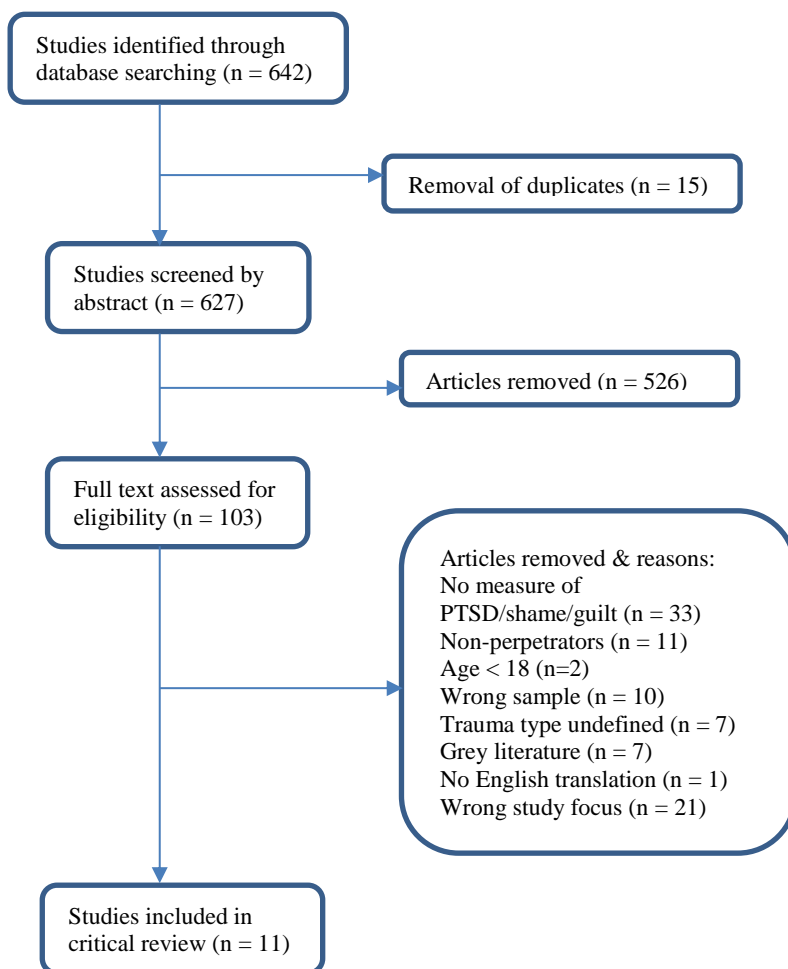 Studies identified through
database searching (n = 642)
Removal of duplicates (n = 15)
Studies screened by
abstract (n = 627)
Articles removed (n = 526)
Full text assessed for
eligibility (n = 103)
Articles removed & reasons:
No measure of
PTSD/shame/guilt (n = 33)
Non-perpetrators (n = 11)
Age < 18 (n=2)
Wrong sample (n = 10)
Trauma type undefined (n = 7)
Grey literature (n = 7)
No English translation (n = 1)
Wrong study focus (n = 21)
Studies included in
critical review (n = 11)